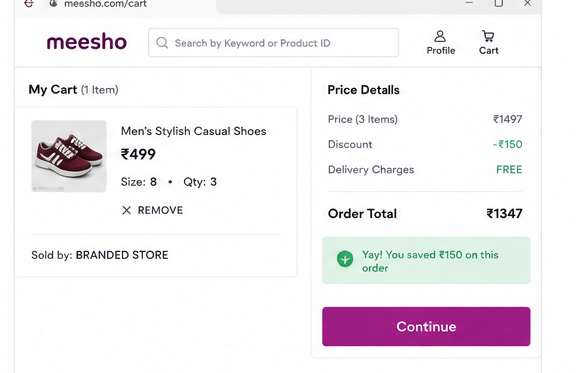 meesho.com/cart
meesho
Search by Keyword or Product ID
Profile
Cart
My Cart (1 Item)
Men's Stylish Casual Shoes
₹499
Size: 8 • Qty: 3
✕ REMOVE
Sold by: BRANDED STORE
Price Detalls
Price (3 Items) ₹1497
Discount -₹150
Delivery Charges FREE
Order Total ₹1347
Yay! You saved ₹150 on this
order
Continue